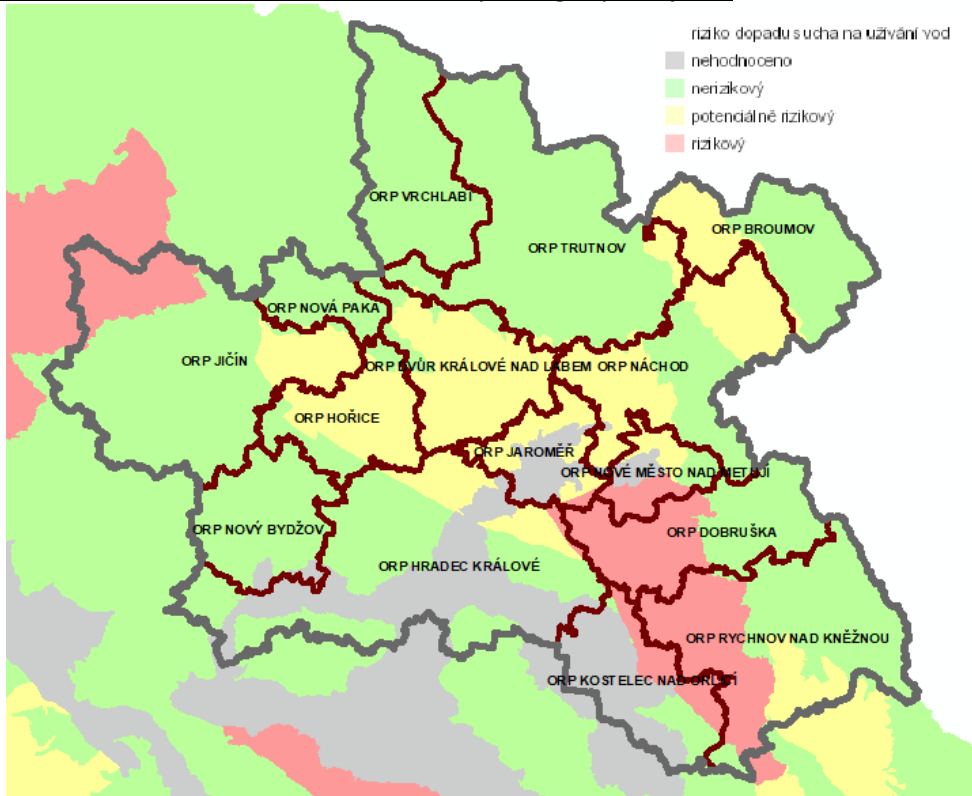 riziko dopadu sucha na užívání vod
nehodnoceno
nerizikový
potenciálně rizikový
rizikový
ORP VRCHLABÍ
ORP BROUMOV
ORP TRUTNOV
ORP NOVÁ PAKA
ORP JIČÍN
ORP DVŮR KRÁLOVÉ NAD LABEM
ORP NÁCHOD
ORP HOŘICE
ORP JAROMĚŘ
ORP NOVÉ MĚSTO NAD METUJÍ
ORP NOVÝ BYDŽOV
ORP DOBRUŠKA
ORP HRADEC KRÁLOVÉ
ORP RYCHNOV NAD KNĚŽNOU
ORP KOSTELEC NAD ORLICÍ